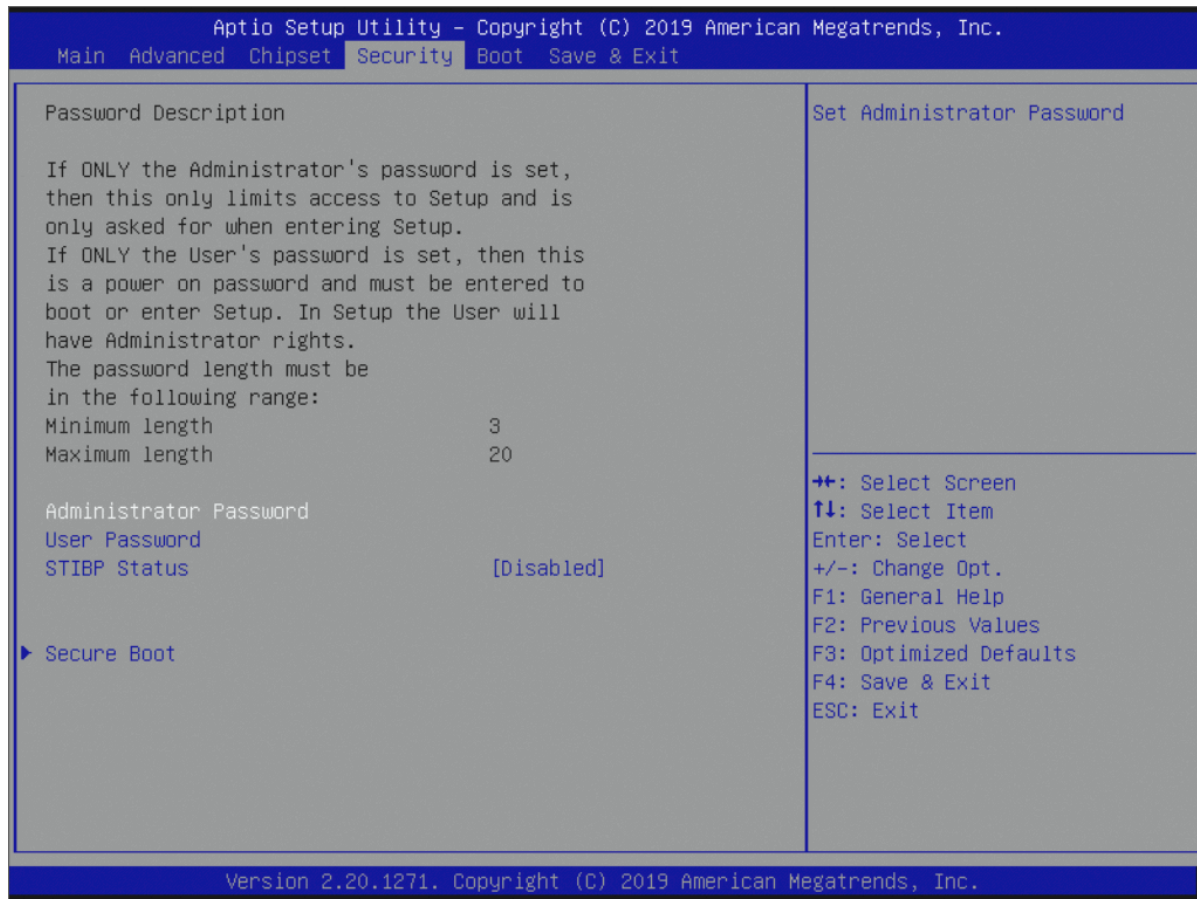 Aptio Setup Utility – Copyright (C) 2019 American Megatrends, Inc.
Main Advanced Chipset Security Boot Save & Exit
Password Description
If ONLY the Administrator's password is set,
then this only limits access to Setup and is
only asked for when entering Setup.
If ONLY the User's password is set, then this
is a power on password and must be entered to
boot or enter Setup. In Setup the User will
have Administrator rights.
The password length must be
in the following range:
Minimum length 3
Maximum length 20
Administrator Password
User Password
STIBP Status [Disabled]
Secure Boot
Set Administrator Password
→←: Select Screen
↑↓: Select Item
Enter: Select
+/-: Change Opt.
F1: General Help
F2: Previous Values
F3: Optimized Defaults
F4: Save & Exit
ESC: Exit
Version 2.20.1271. Copyright (C) 2019 American Megatrends, Inc.